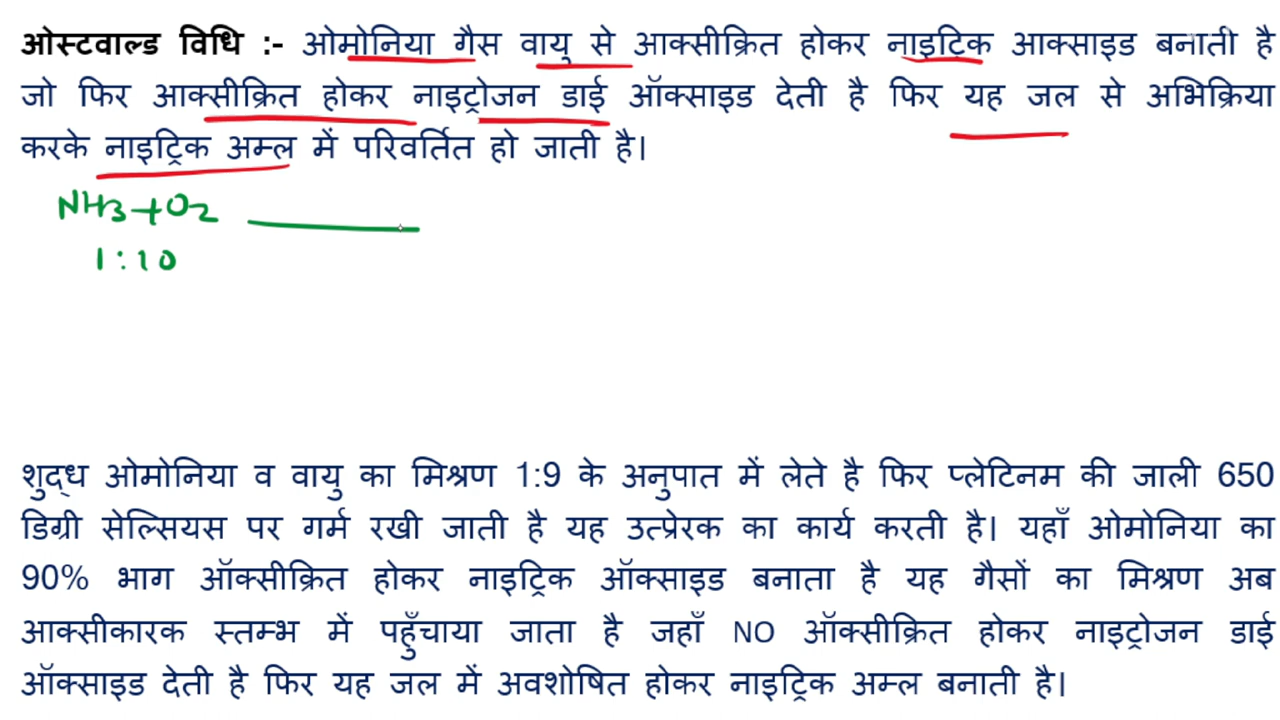 ओस्टवाल्ड विधि :- ओमोनिया गैस वायु से आक्सीक्रित होकर नाइटिक आक्साइड बनाती है
जो फिर आक्सीक्रित होकर नाइट्रोजन डाई ऑक्साइड देती है फिर यह जल से अभिक्रिया
करके नाइट्रिक अम्ल में परिवर्तित हो जाती है।
NH3+O2
1:10
शुद्ध ओमोनिया व वायु का मिश्रण 1:9 के अनुपात में लेते है फिर प्लेटिनम की जाली 650
डिग्री सेल्सियस पर गर्म रखी जाती है यह उत्प्रेरक का कार्य करती है। यहाँ ओमोनिया का
90% भाग ऑक्सीक्रित होकर नाइट्रिक ऑक्साइड बनाता है यह गैसों का मिश्रण अब
आक्सीकारक स्तम्भ में पहुँचाया जाता है जहाँ NO ऑक्सीक्रित होकर नाइट्रोजन डाई
ऑक्साइड देती है फिर यह जल में अवशोषित होकर नाइट्रिक अम्ल बनाती है।